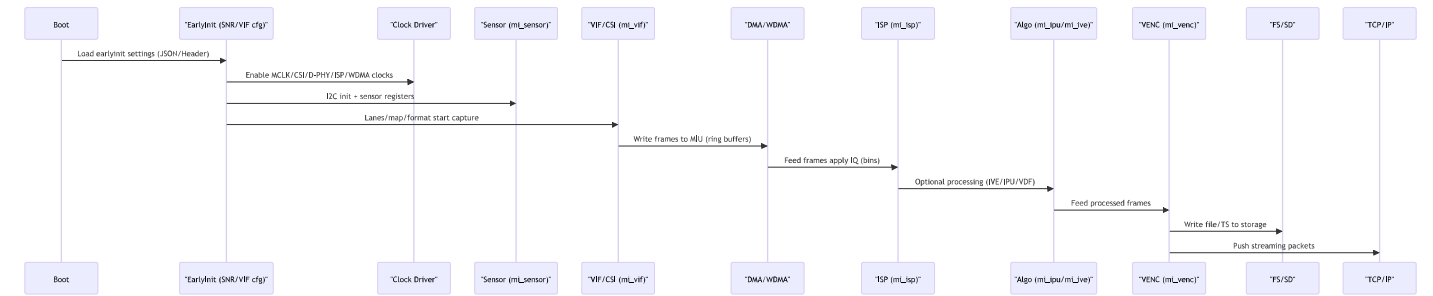 Boot
"EarlyInit (SNR/VIF cfg)"
"Clock Driver"
"Sensor (mi_sensor)"
"VIF/CSI (mi_vif)"
"DMA/WDMA"
"ISP (mi_isp)"
"Algo (mi_ipu/mi_ive)"
"VENC (mi_venc)"
"FS/SD"
"TCP/IP"
Load earlyinit settings (JSON/Header)
Enable MCLK/CSI/D-PHY/ISP/WDMA clocks
I2C init + sensor registers
Lanes/map/format start capture
Write frames to MIU (ring buffers)
Feed frames apply IQ (bins)
Optional processing (IVE/IPU/VDF)
Feed processed frames
Write file/TS to storage
Push streaming packets
Boot
"EarlyInit (SNR/VIF cfg)"
"Clock Driver"
"Sensor (mi_sensor)"
"VIF/CSI (mi_vif)"
"DMA/WDMA"
"ISP (mi_isp)"
"Algo (mi_ipu/mi_ive)"
"VENC (mi_venc)"
"FS/SD"
"TCP/IP"